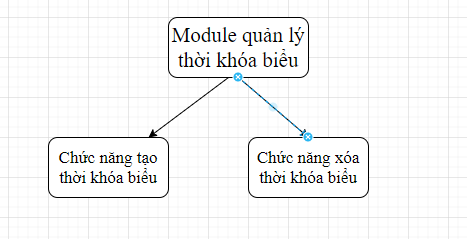 Module quản lý
thời khóa biểu
Chức năng tạo
thời khóa biểu
Chức năng xóa
thời khóa biểu